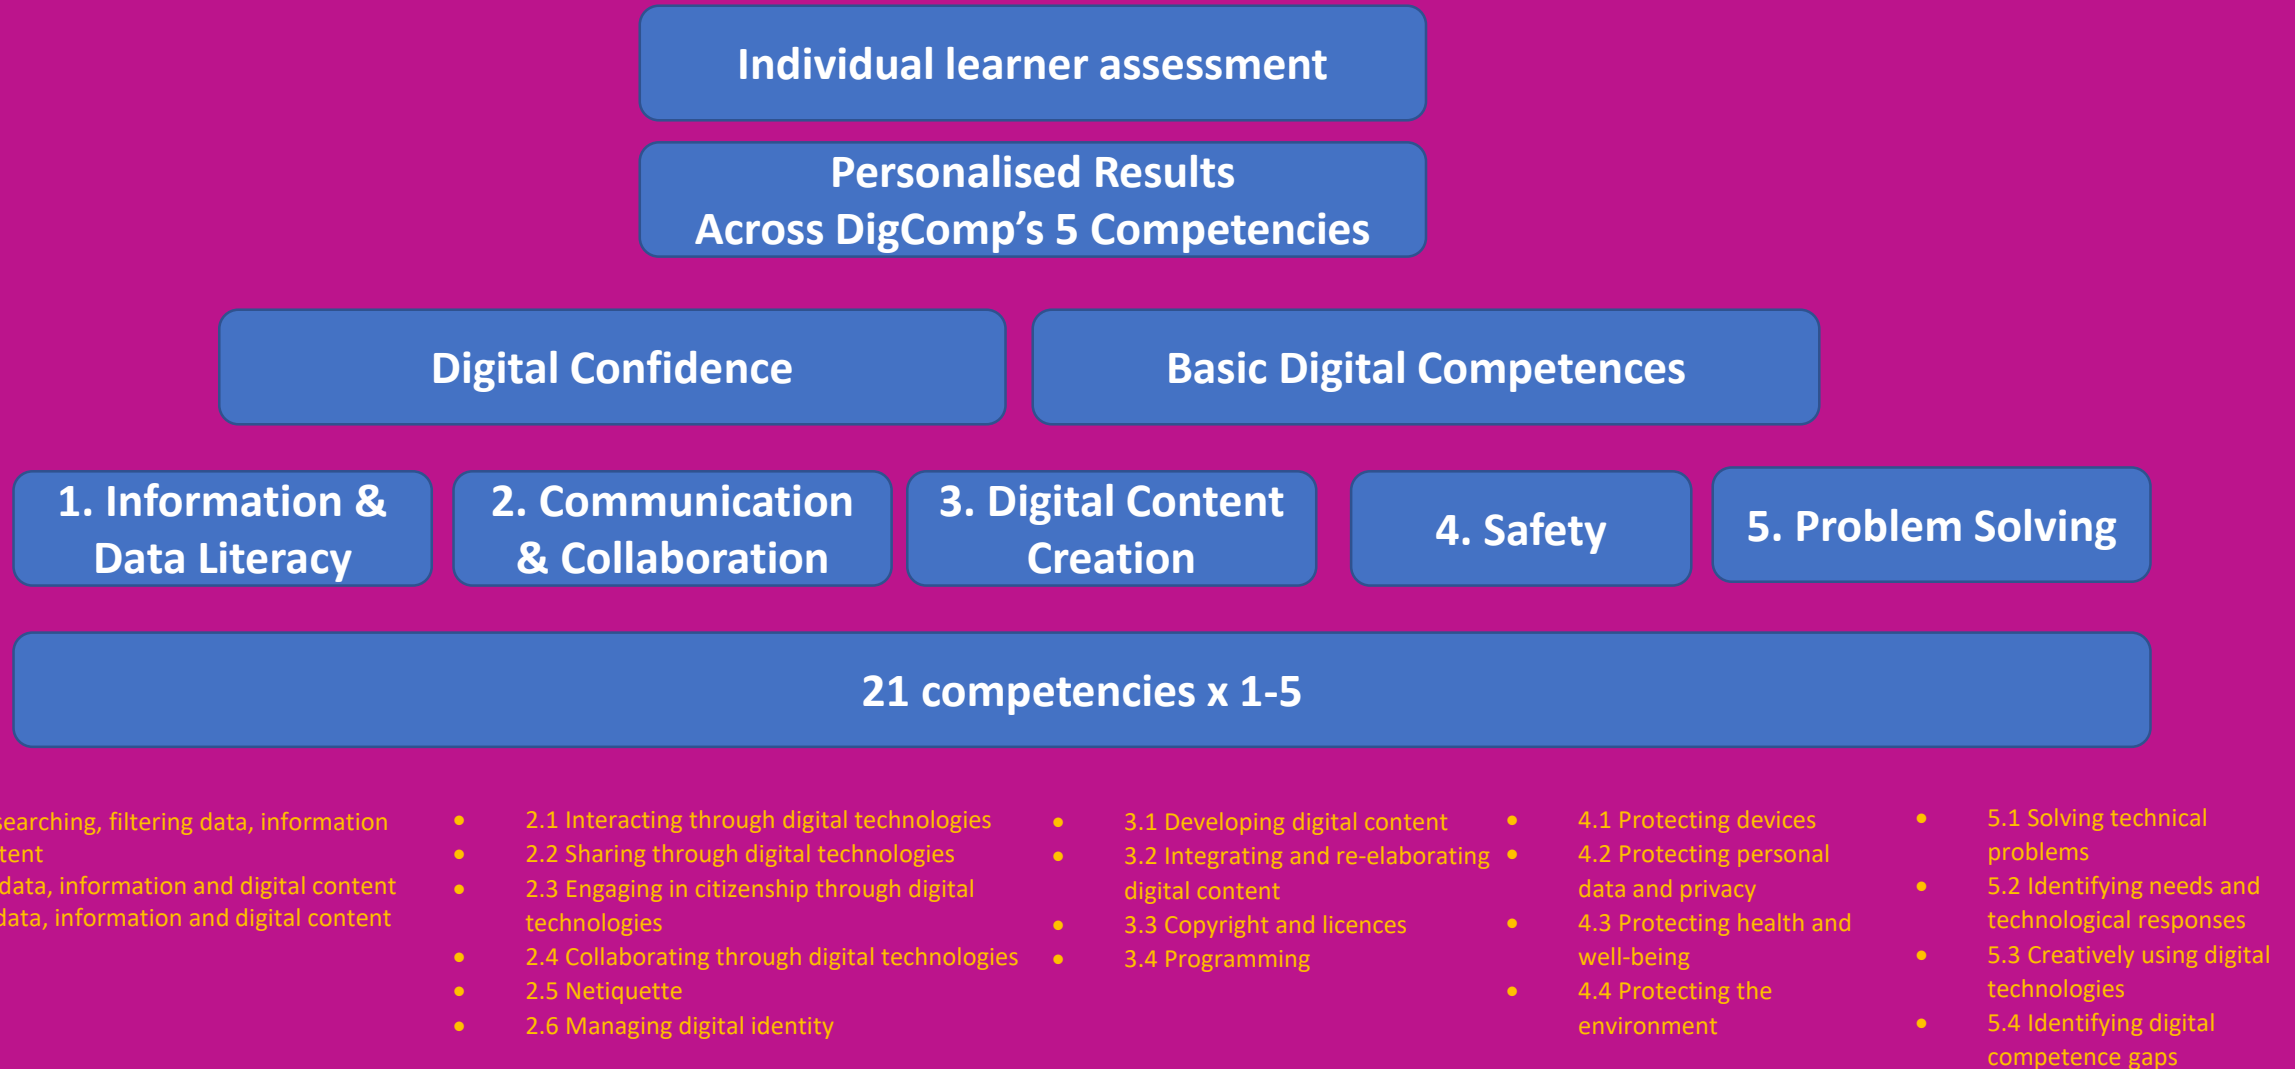 Individual learner assessment
Personalised Results
Across DigComp’s 5 Competencies
Digital Confidence
Basic Digital Competences
1. Information &
Data Literacy
2. Communication
& Collaboration
3. Digital Content
Creation
4. Safety
5. Problem Solving
21 competencies x 1-5
searching, filtering data, information
data, information and digital content
data, information and digital content
• 2.1 Interacting through digital technologies
• 2.2 Sharing through digital technologies
• 2.3 Engaging in citizenship through digital
technologies
• 2.4 Collaborating through digital technologies
• 2.5 Netiquette
• 2.6 Managing digital identity
• 3.1 Developing digital content
• 3.2 Integrating and re-elaborating
digital content
• 3.3 Copyright and licences
• 3.4 Programming
• 4.1 Protecting devices
• 4.2 Protecting personal
data and privacy
• 4.3 Protecting health and
well-being
• 4.4 Protecting the
environment
• 5.1 Solving technical
problems
• 5.2 Identifying needs and
technological responses
• 5.3 Creatively using digital
technologies
• 5.4 Identifying digital
competence gaps